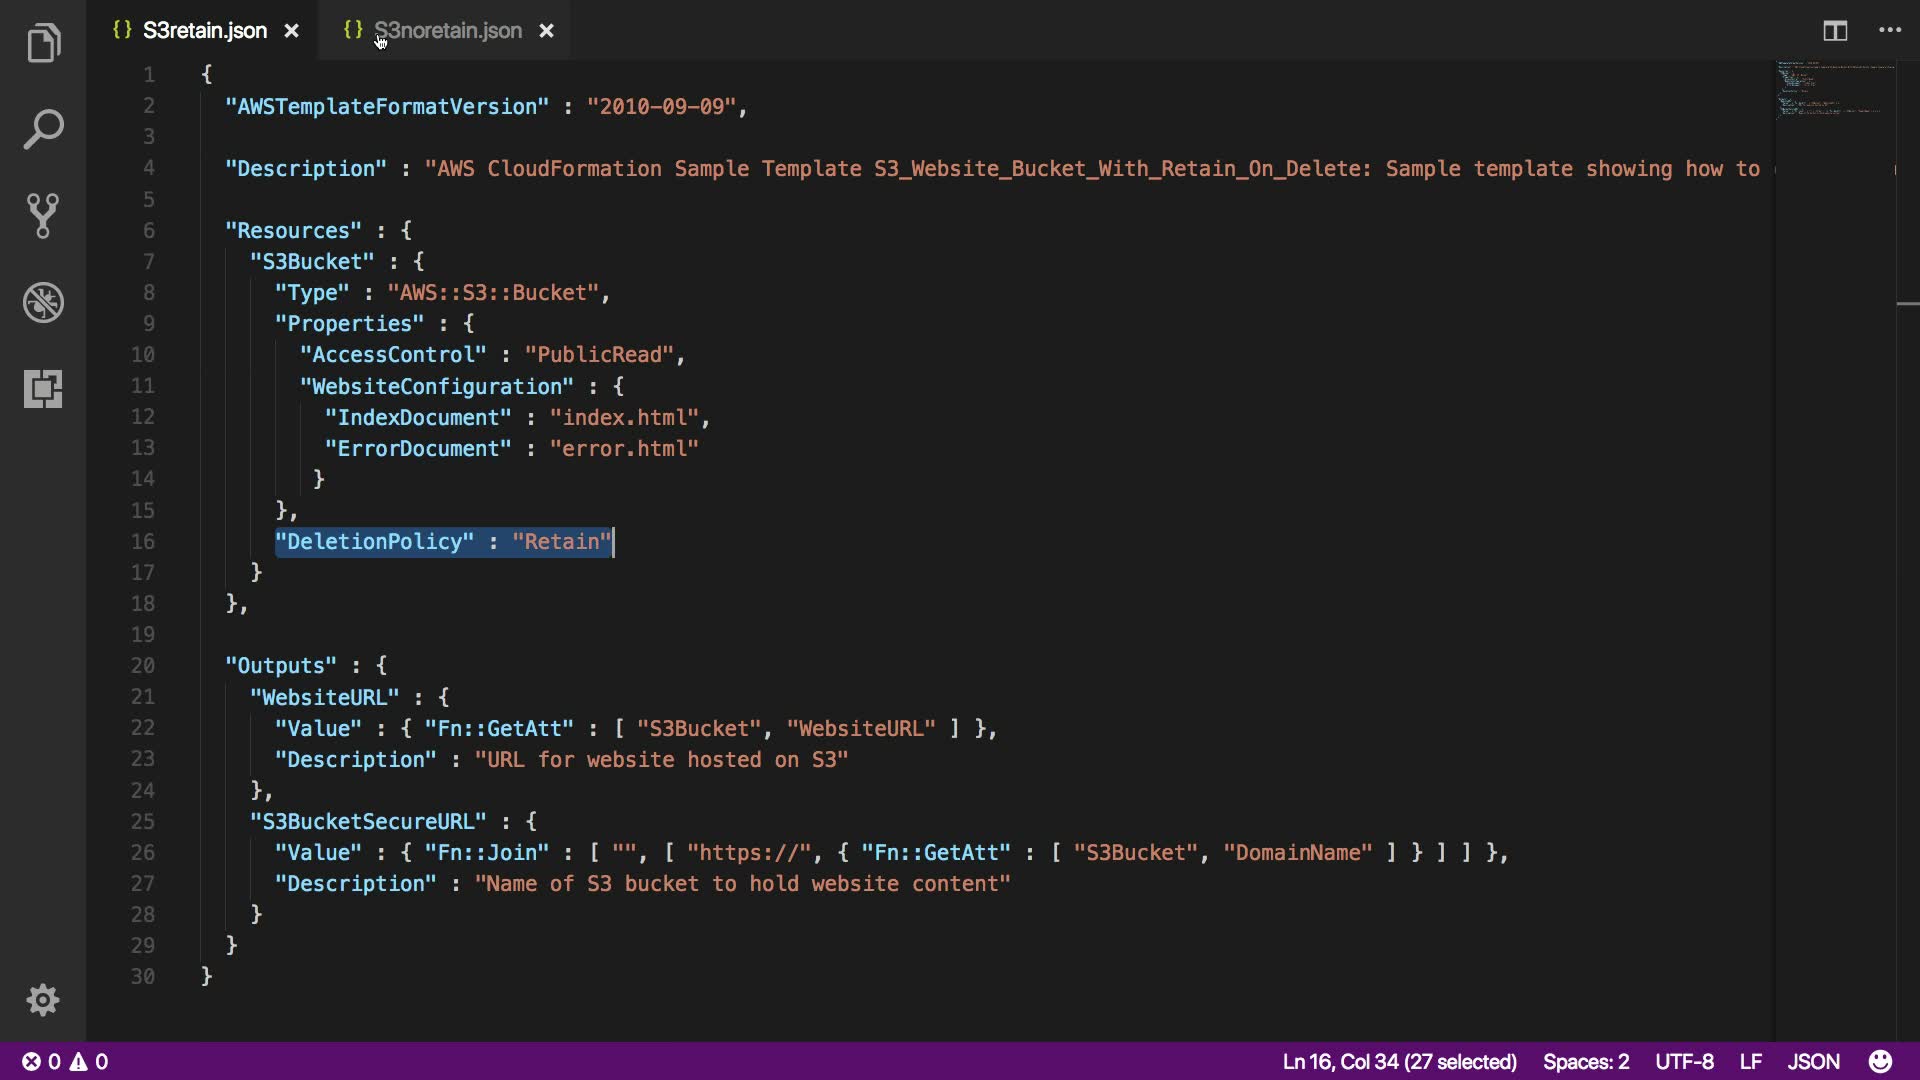 {} S3retain.json × {} S3noretain.json ×
1 {
2 "AWSTemplateFormatVersion" : "2010-09-09",
3
4 "Description" : "AWS CloudFormation Sample Template S3_Website_Bucket_With_Retain_On_Delete: Sample template showing how to
5
6 "Resources" : {
7 "S3Bucket" : {
8 "Type" : "AWS::S3::Bucket",
9 "Properties" : {
10 "AccessControl" : "PublicRead",
11 "WebsiteConfiguration" : {
12 "IndexDocument" : "index.html",
13 "ErrorDocument" : "error.html"
14 }
15 },
16 "DeletionPolicy" : "Retain"
17 }
18 },
19
20 "Outputs" : {
21 "WebsiteURL" : {
22 "Value" : { "Fn::GetAtt" : [ "S3Bucket", "WebsiteURL" ] },
23 "Description" : "URL for website hosted on S3"
24 },
25 "S3BucketSecureURL" : {
26 "Value" : { "Fn::Join" : [ "", [ "https://", { "Fn::GetAtt" : [ "S3Bucket", "DomainName" ] } ] ] },
27 "Description" : "Name of S3 bucket to hold website content"
28 }
29 }
30 }
0 0 Ln 16, Col 34 (27 selected) Spaces: 2 UTF-8 LF JSON